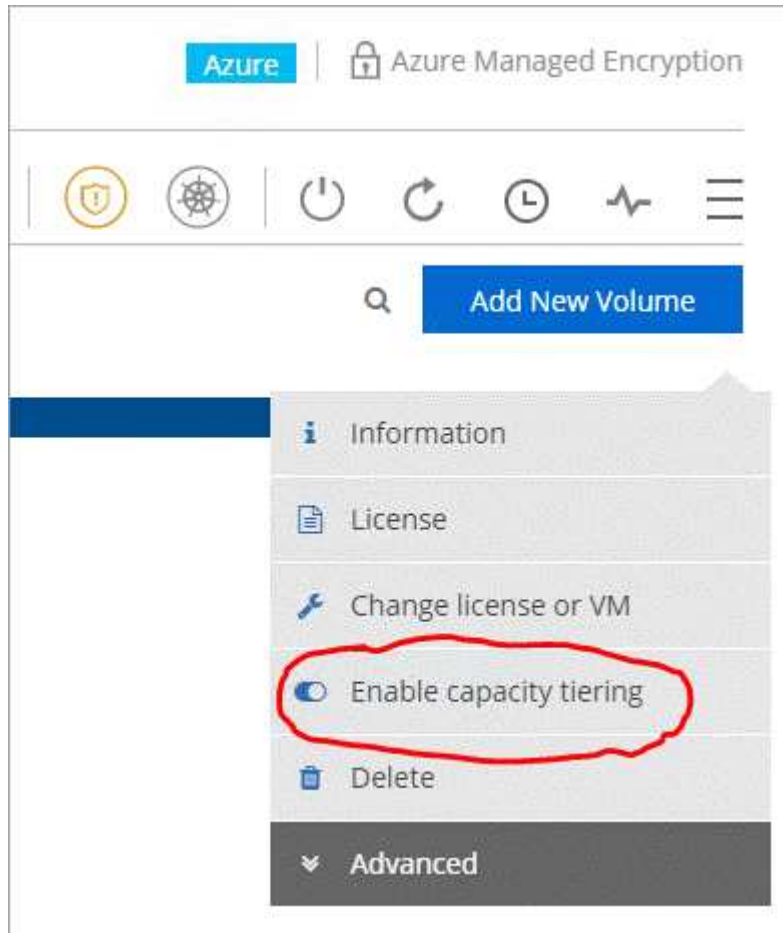 Azure
Azure Managed Encryption
Add New Volume
Information
License
Change license or VM
Enable capacity tiering
Delete
Advanced